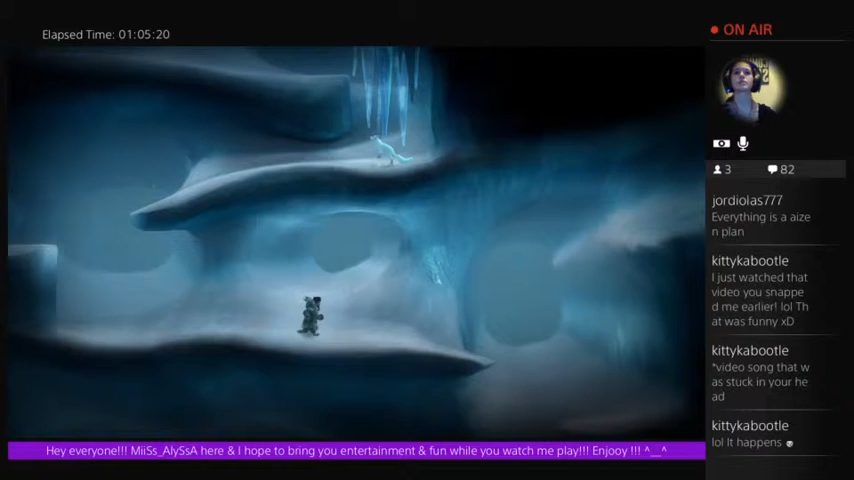 Elapsed Time: 01:05:20
ON AIR
3 82
jordiolas777
Everything is a aize
n plan
kittykabootle
I just watched that
video you snappe
d me earlier! lol Th
at was funny xD
kittykabootle
*video song that w
as stuck in your he
ad
kittykabootle
lol It happens
Hey everyone!!! MiiSs_AlySsA here & I hope to bring you entertainment & fun while you watch me play!!! Enjooy !!! ^__^